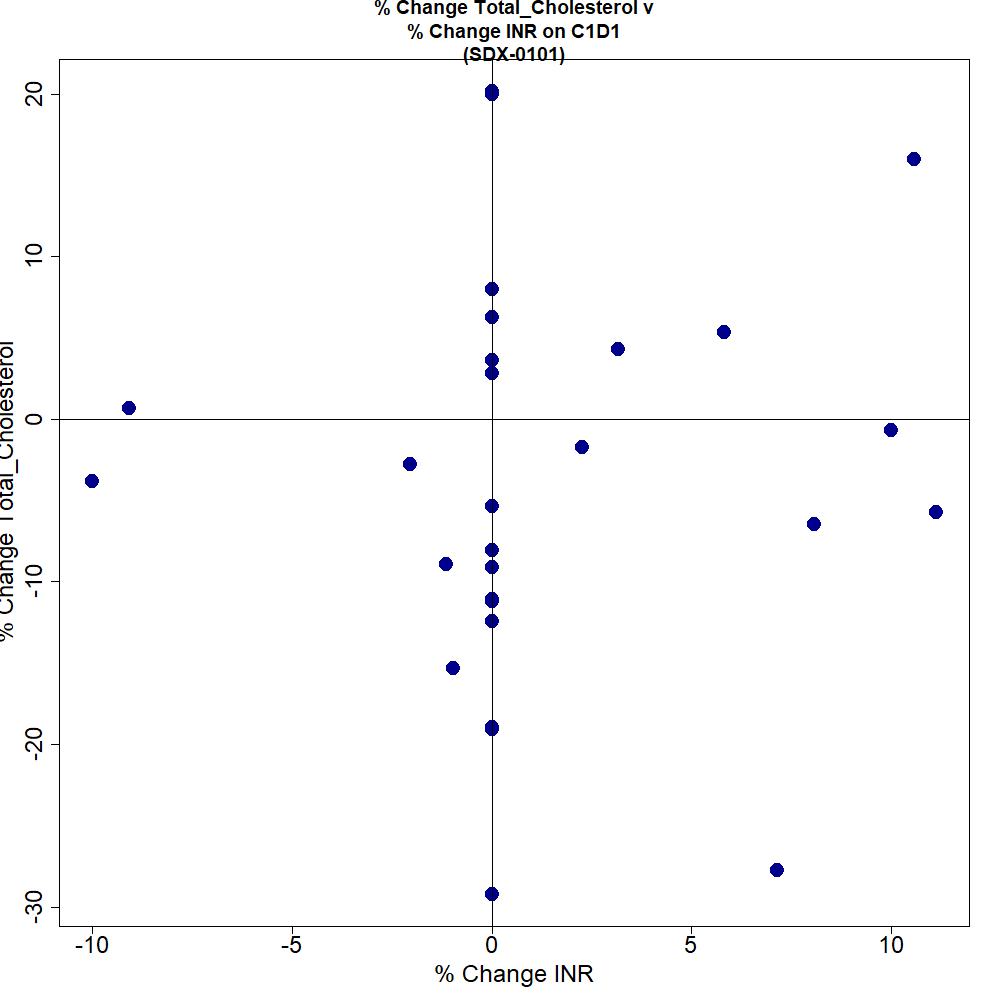 % Change Total_Cholesterol v
% Change INR on C1D1
(SDX-0101)
% Change Total_Cholesterol
20
10
0
-10
-20
-30
-10
-5
0
5
10
% Change INR